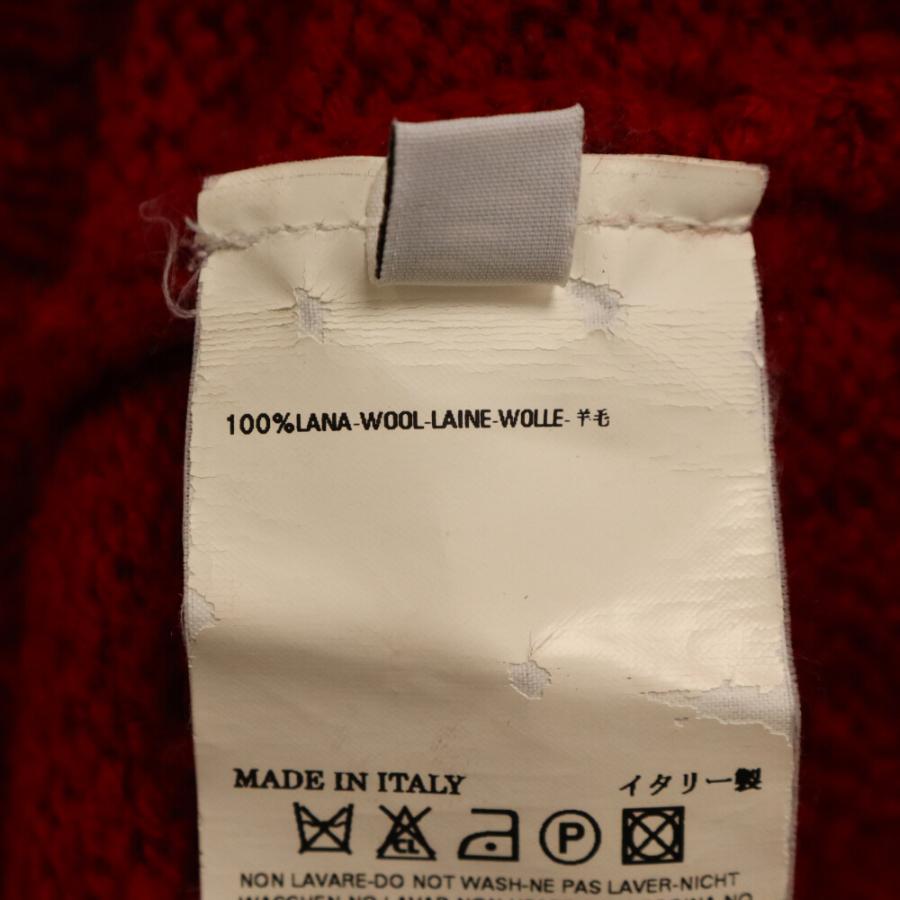 100%LANA-WOOL-LAINE-WOLLE-羊毛
MADE IN ITALY イタリー製
CL P
NON LAVARE-DO NOT WASH-NE PAS LAVER-NICHT